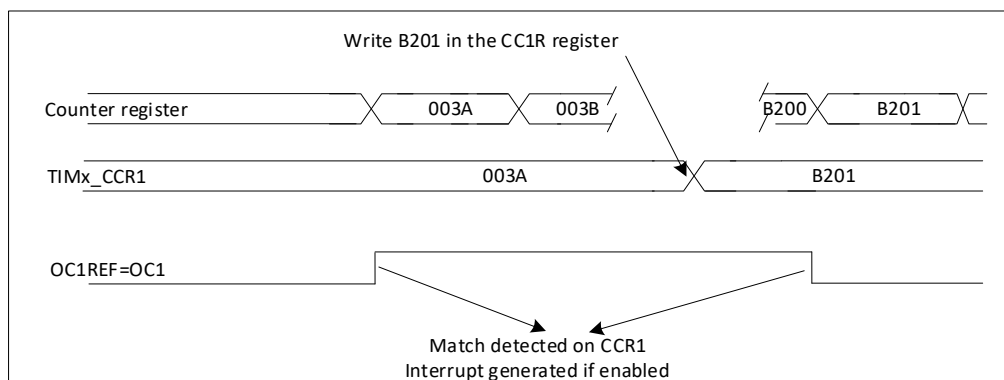 Write B201 in the CC1R register
Counter register 003A 003B B200 B201
TIMx_CCR1 003A B201
OC1REF=OC1
Match detected on CCR1
Interrupt generated if enabled